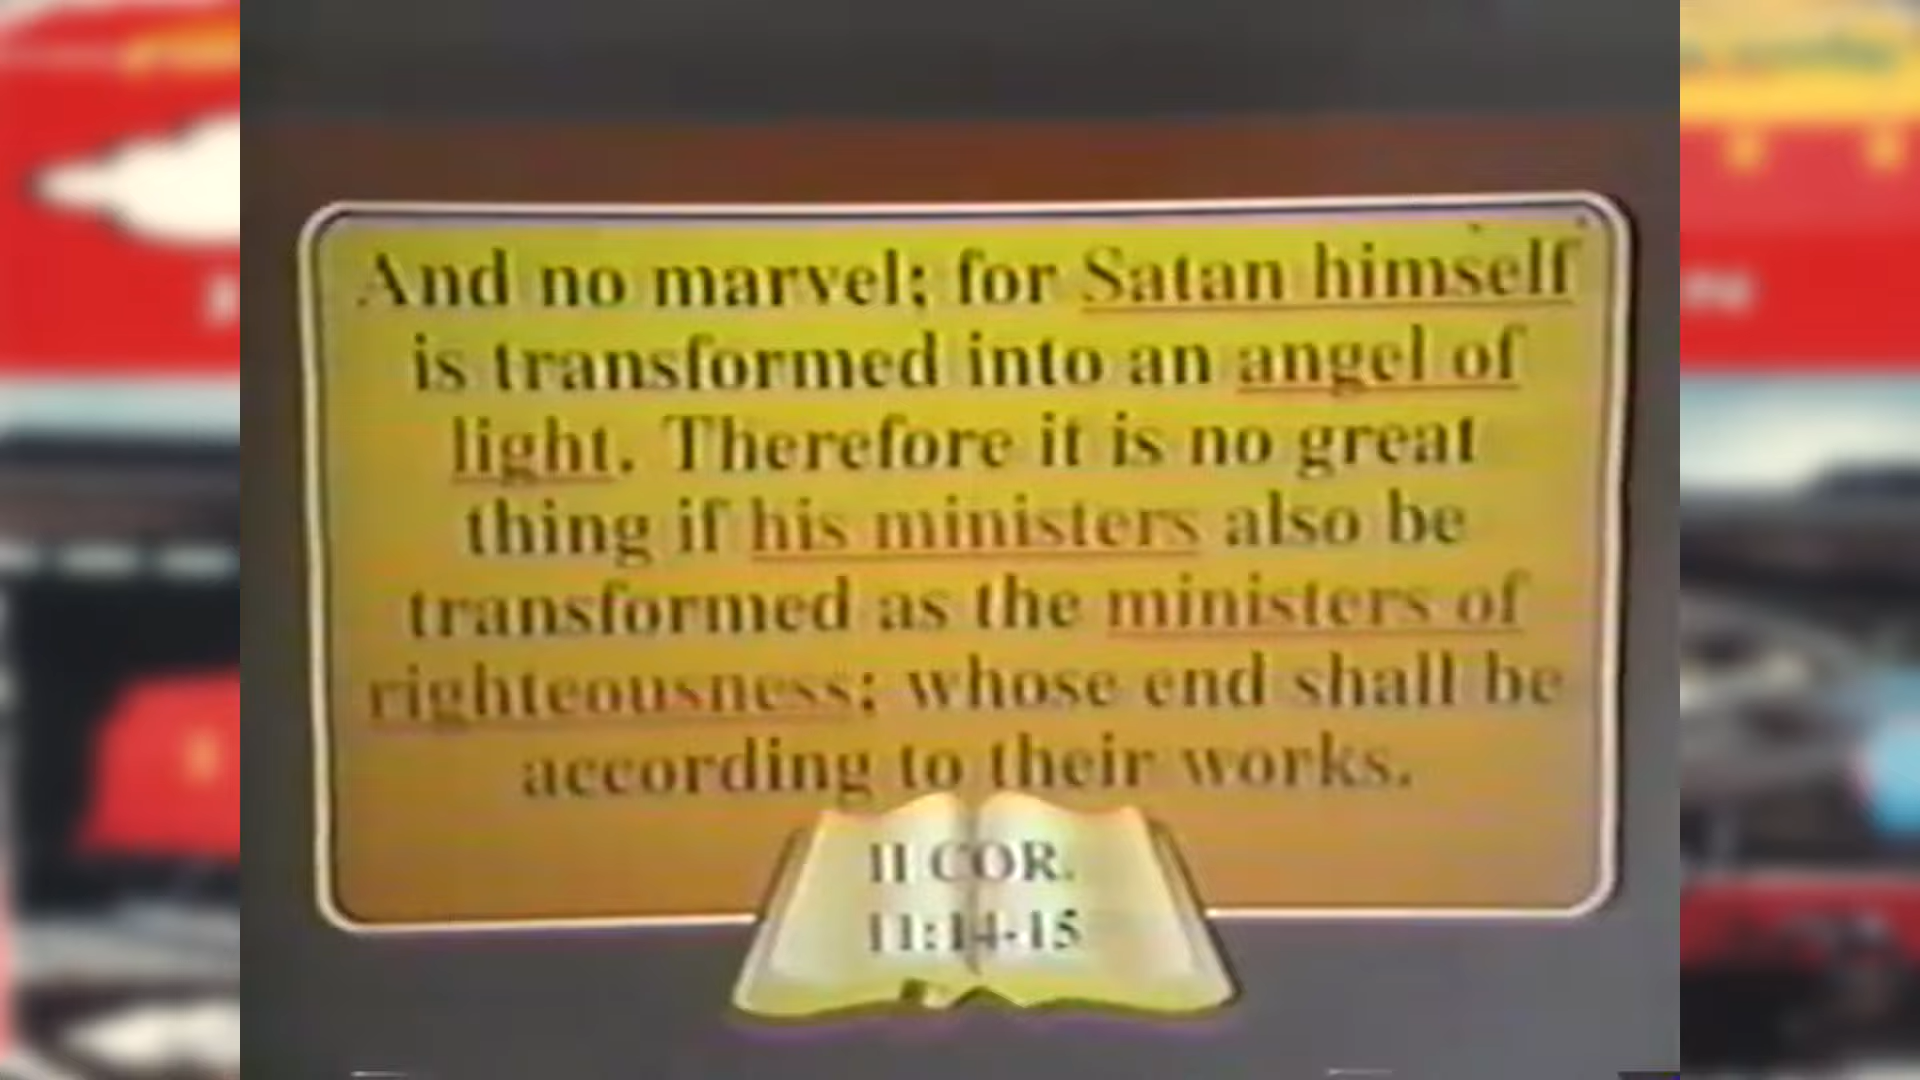 And no marvel; for Satan himself
is transformed into an angel of
light. Therefore it is no great
thing if his ministers also be
transformed as the ministers of
righteousness; whose end shall be
according to their works.
II COR.
11:14-15